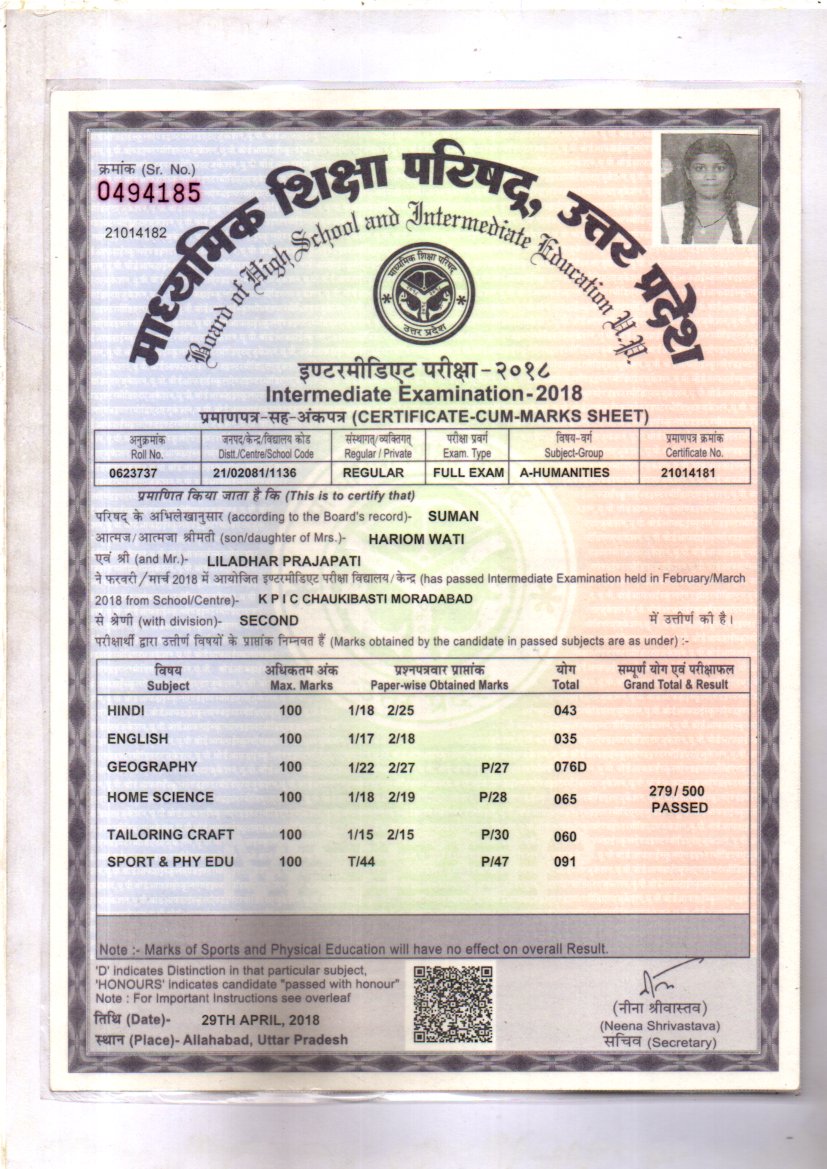 क्रमांक (Sr. No.)
0494185
21014182
माध्यमिक शिक्षा परिषद्, उत्तर प्रदेश
Board of High School and Intermediate Education U.P.
माध्यमिक शिक्षा परिषद्
उत्तर प्रदेश
इण्टरमीडिएट परीक्षा - २०१८
Intermediate Examination - 2018
प्रमाणपत्र-सह-अंकपत्र (CERTIFICATE-CUM-MARKS SHEET)
अनुक्रमांक जनपद/केन्द्र/विद्यालय कोड संस्थागत/व्यक्तिगत परीक्षा प्रवर्ग विषय-वर्ग प्रमाणपत्र क्रमांक
Roll No. Distt./Centre/School Code Regular / Private Exam. Type Subject-Group Certificate No.
0623737 21/02081/1136 REGULAR FULL EXAM A-HUMANITIES 21014181
प्रमाणित किया जाता है कि (This is to certify that)
परिषद् के अभिलेखानुसार (according to the Board's record)- SUMAN
आत्मज/आत्मजा श्रीमती (son/daughter of Mrs.)- HARIOM WATI
एवं श्री (and Mr.)- LILADHAR PRAJAPATI
ने फरवरी/मार्च 2018 में आयोजित इण्टरमीडिएट परीक्षा विद्यालय/केन्द्र (has passed Intermediate Examination held in February/March
2018 from School/Centre)- K P I C CHAUKIBASTI MORADABAD
से श्रेणी (with division)- SECOND में उत्तीर्ण की है।
परीक्षार्थी द्वारा उत्तीर्ण विषयों के प्राप्तांक निम्नवत हैं (Marks obtained by the candidate in passed subjects are as under) :-
विषय अधिकतम अंक प्रश्नपत्रवार प्राप्तांक योग सम्पूर्ण योग एवं परीक्षाफल
Subject Max. Marks Paper-wise Obtained Marks Total Grand Total & Result
HINDI 100 1/18 2/25 043
ENGLISH 100 1/17 2/18 035
GEOGRAPHY 100 1/22 2/27 P/27 076D
HOME SCIENCE 100 1/18 2/19 P/28 065 279/500
PASSED
TAILORING CRAFT 100 1/15 2/15 P/30 060
SPORT & PHY EDU 100 T/44 P/47 091
Note :- Marks of Sports and Physical Education will have no effect on overall Result.
'D' indicates Distinction in that particular subject,
'HONOURS' indicates candidate "passed with honour"
Note : For Important Instructions see overleaf
तिथि (Date)- 29TH APRIL, 2018
स्थान (Place)- Allahabad, Uttar Pradesh
(नीना श्रीवास्तव)
(Neena Shrivastava)
सचिव (Secretary)